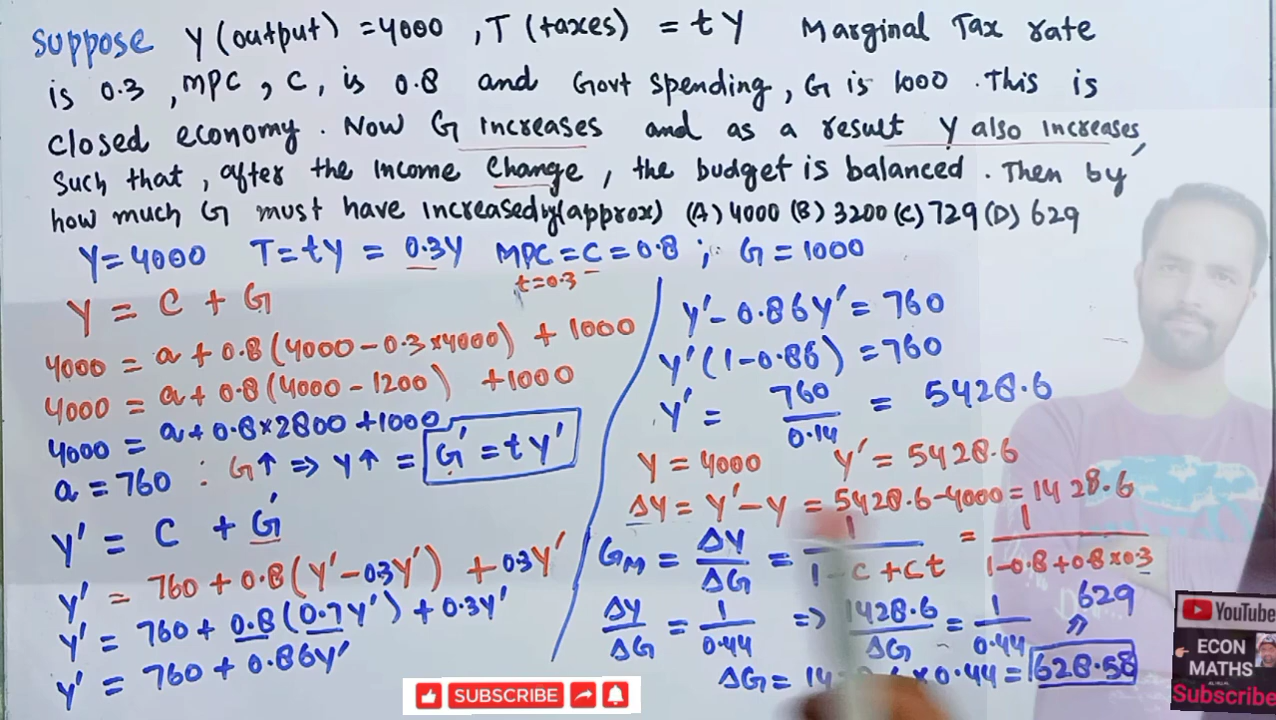 Suppose Y (output) = 4000 , T (taxes) = tY Marginal Tax rate
is 0.3 , MPC , C , is 0.8 and Govt spending , G is 1000 . This is
closed economy . Now G increases and as a result Y also increases ,
Such that , after the income change , the budget is balanced . Then by
how much G must have increased by (approx) (A) 4000 (B) 3200 (C) 729 (D) 629
Y = 4000 T = tY = 0.3Y MPC = C = 0.8 ; G = 1000
t = 0.3
Y = C + G
4000 = a + 0.8 (4000 - 0.3×4000) + 1000
4000 = a + 0.8 (4000 - 1200) + 1000
4000 = a + 0.8 × 2800 + 1000
a = 760 : G↑ ⇒ Y↑ = G' = tY'
Y' = C + G'
Y' = 760 + 0.8 (Y' - 03Y') + 03Y'
Y' = 760 + 0.8 (0.7Y') + 0.3Y'
Y' = 760 + 0.86Y'
Y' - 0.86Y' = 760
Y' (1 - 0.86) = 760
Y' = 760/0.14 = 5428.6
Y = 4000 Y' = 5428.6
ΔY = Y' - Y = 5428.6 - 4000 = 1428.6
GM = ΔY/ΔG = 1/1 - C + Ct = 1/1-0.8+0.8×0.3
ΔY/ΔG = 1/0.44 ⇒ 1428.6/ΔG = 1/0.44 629
ΔG = 14 ×0.44 = 628.58
SUBSCRIBE
YouTube
ECON
MATHS
Subscribe